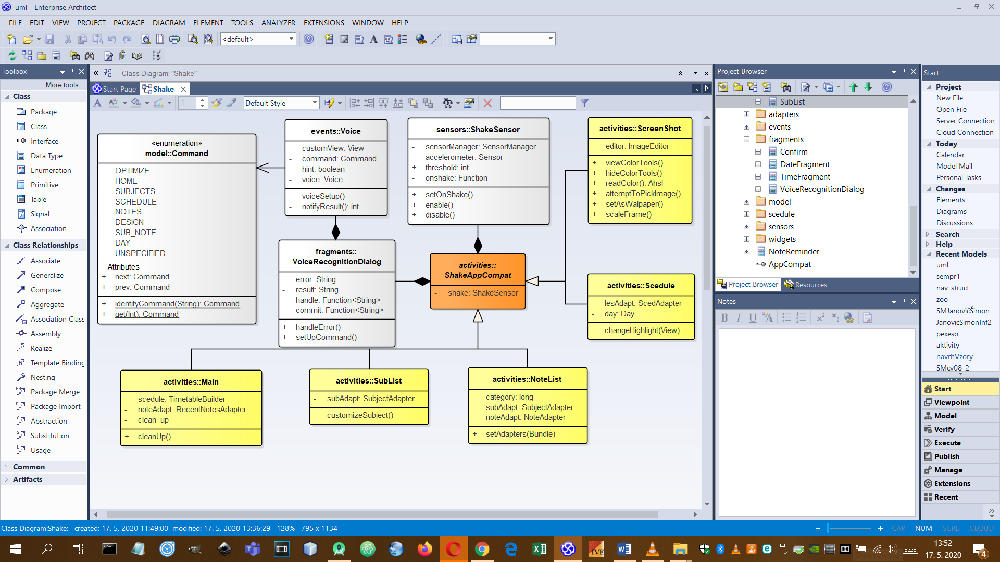 uml - Enterprise Architect
FILE EDIT VIEW PROJECT PACKAGE DIAGRAM ELEMENT TOOLS ANALYZER EXTENSIONS WINDOW HELP
<default>
Toolbox
More tools...
Class
Package
Class
Interface
Data Type
Enumeration
Primitive
Table
Signal
Association
Class Relationships
Associate
Generalize
Compose
Aggregate
Association Class
Assembly
Realize
Template Binding
Nesting
Package Merge
Package Import
Abstraction
Substitution
Usage
Common
Artifacts
Class Diagram: "Shake"
Start Page Shake
1 Default Style
«enumeration»
model::Command
OPTIMIZE
HOME
SUBJECTS
SCHEDULE
NOTES
DESIGN
SUB_NOTE
DAY
UNSPECIFIED
Attributes
+ next: Command
+ prev: Command
+ identifyCommand(String): Command
+ get(Int): Command
events::Voice
- customView: View
- command: Command
- hint: boolean
- voice: Voice
- voiceSetup()
- notifyResult(): int
sensors::ShakeSensor
- sensorManager: SensorManager
- accelerometer: Sensor
+ threshold: int
- onshake: Function
+ setOnShake()
+ enable()
+ disable()
activities::ScreenShot
- editor: ImageEditor
+ viewColorTools()
+ hideColorTools()
+ readColor(): Ahsl
+ attemptToPickImage()
+ setAsWalpaper()
+ scaleFrame()
fragments::
VoiceRecognitionDialog
- error: String
- result: String
- handle: Function<String>
- commit: Function<String>
+ handleError()
+ setUpCommand()
activities::
ShakeAppCompat
- shake: ShakeSensor
activities::Scedule
- lesAdapt: ScedAdapter
- day: Day
- changeHighlight(View)
activities::Main
- scedule: TimetableBuilder
- noteAdapt: RecentNotesAdapter
- clean_up
+ cleanUp()
activities::SubList
- subAdapt: SubjectAdapter
- customizeSubject()
activities::NoteList
- category: long
- subAdapt: SubjectAdapter
- noteAdapt: NoteAdapter
+ setAdapters(Bundle)
Project Browser
SubList
adapters
events
fragments
Confirm
DateFragment
TimeFragment
VoiceRecognitionDialog
model
scedule
sensors
widgets
NoteReminder
AppCompat
Project Browser Resources
Notes
Start
Project
New File
Open File
Server Connection
Cloud Connection
Today
Calendar
Model Mail
Personal Tasks
Changes
Elements
Diagrams
Discussions
Search
Help
Recent Models
uml
sempr1
nav_struct
zoo
SMJanovičŠimon
JanovicSimonInf2
pexeso
aktivity
navrhVzory
SMcv08_2
Start
Viewpoint
Model
Verify
Execute
Publish
Manage
Extensions
Recent
Class Diagram:Shake: created: 17. 5. 2020 11:49:00 modified: 17. 5. 2020 13:36:29 128% 795 x 1134
CAP NUM SCRL CLOUD
IVE
13:52
17. 5. 2020
4